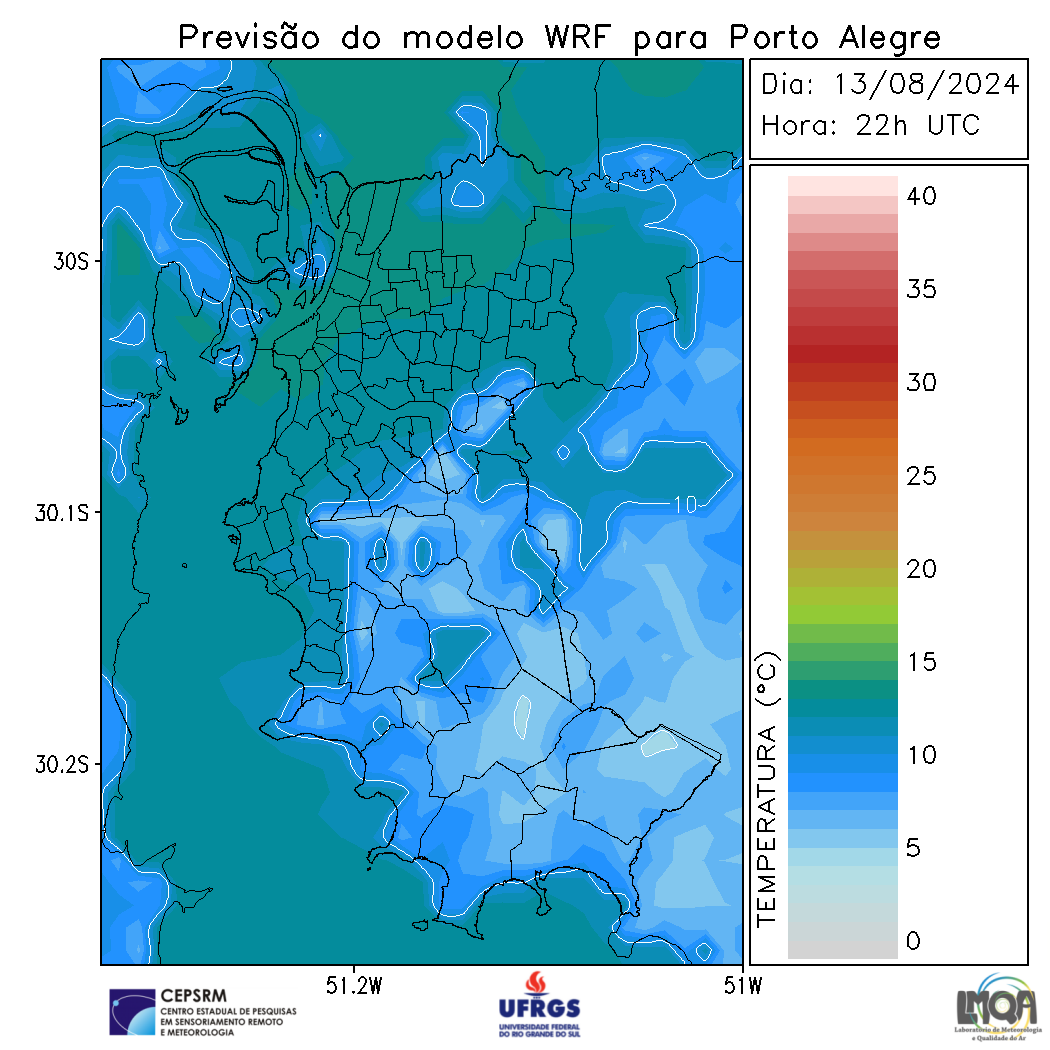 Previsão do modelo WRF para Porto Alegre
Dia: 13/08/2024
Hora: 22h UTC
40
35
30
25
20
15
10
5
0
TEMPERATURA (°C)
30S
30.1S
30.2S
10
51.2W
51W
CEPSRM
CENTRO ESTADUAL DE PESQUISAS
EM SENSORIAMENTO REMOTO
E METEOROLOGIA
UFRGS
UNIVERSIDADE FEDERAL
DO RIO GRANDE DO SUL
LMQA
Laboratório de Meteorologia
e Qualidade do Ar